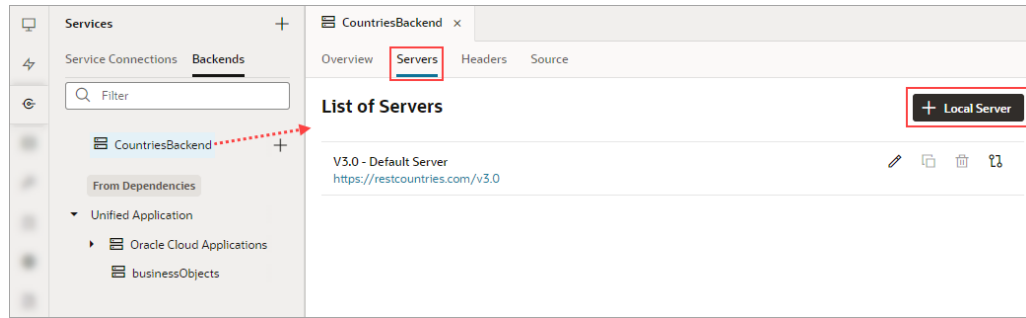 Services
Service Connections Backends
Filter
CountriesBackend
From Dependencies
Unified Application
Oracle Cloud Applications
businessObjects
CountriesBackend ×
Overview Servers Headers Source
List of Servers
+ Local Server
V3.0 - Default Server
https://restcountries.com/v3.0